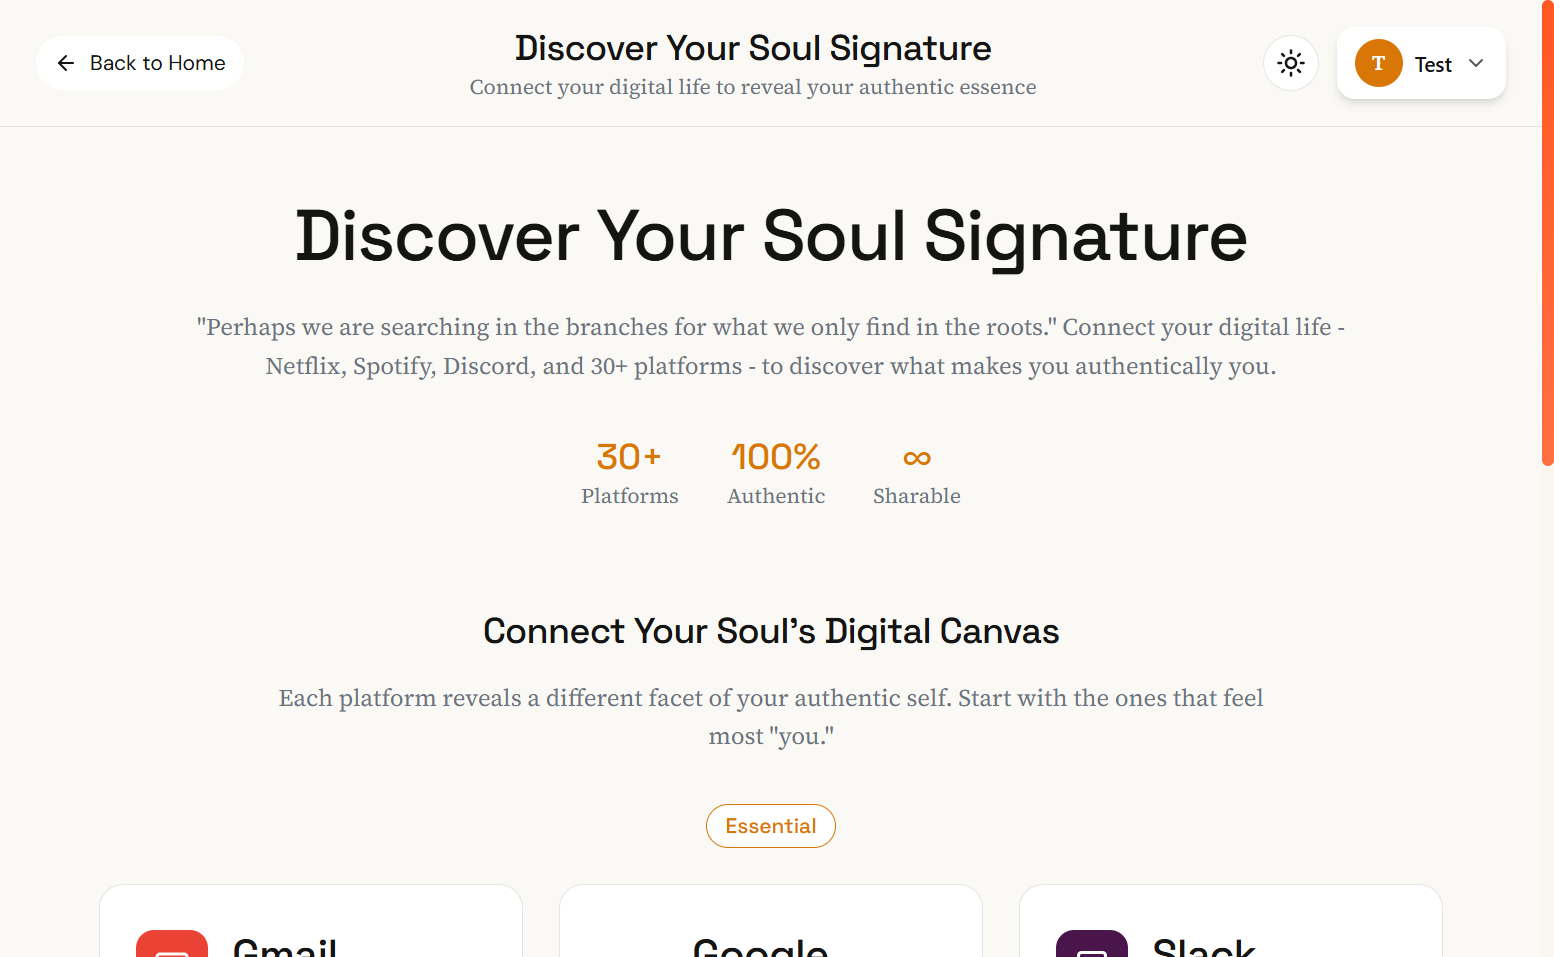 Back to Home
Discover Your Soul Signature
Connect your digital life to reveal your authentic essence
T
Test
Discover Your Soul Signature
"Perhaps we are searching in the branches for what we only find in the roots." Connect your digital life -
Netflix, Spotify, Discord, and 30+ platforms - to discover what makes you authentically you.
30+
Platforms
100%
Authentic
∞
Sharable
Connect Your Soul's Digital Canvas
Each platform reveals a different facet of your authentic self. Start with the ones that feel
most "you."
Essential
Gmail
Google
Slack